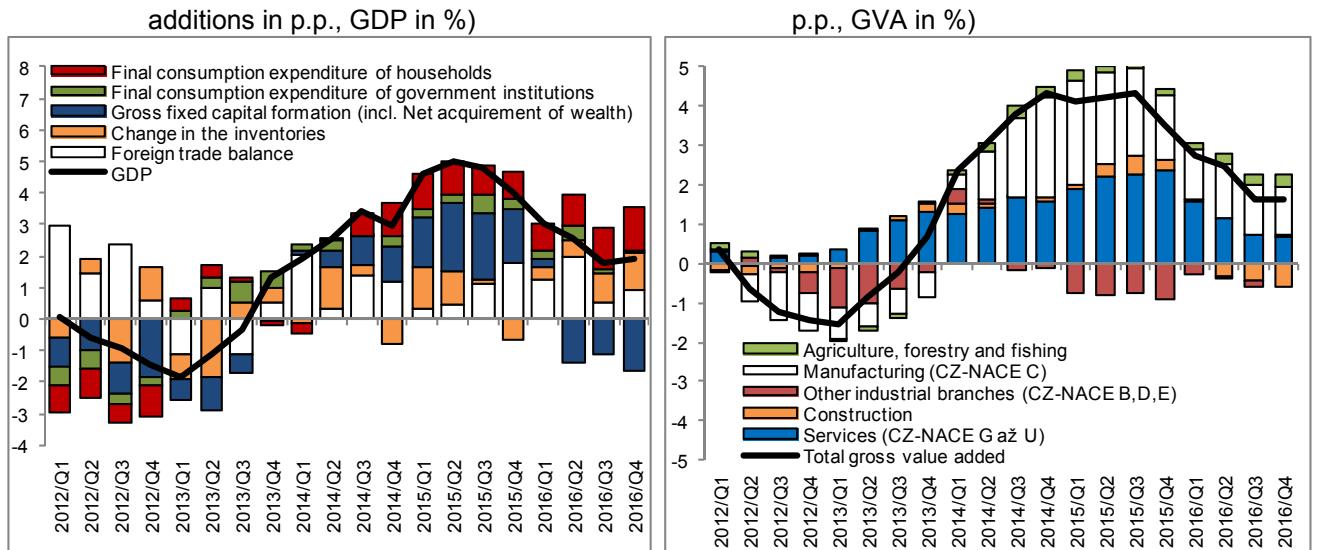 additions in p.p., GDP in %)
8
7
6
5
4
3
2
1
0
-1
-2
-3
-4
Final consumption expenditure of households
Final consumption expenditure of government institutions
Gross fixed capital formation (incl. Net acquirement of wealth)
Change in the inventories
Foreign trade balance
GDP
2012/Q1
2012/Q2
2012/Q3
2012/Q4
2013/Q1
2013/Q2
2013/Q3
2013/Q4
2014/Q1
2014/Q2
2014/Q3
2014/Q4
2015/Q1
2015/Q2
2015/Q3
2015/Q4
2016/Q1
2016/Q2
2016/Q3
2016/Q4
p.p., GVA in %)
5
4
3
2
1
0
-1
-2
-3
-4
-5
Agriculture, forestry and fishing
Manufacturing (CZ-NACE C)
Other industrial branches (CZ-NACE B,D,E)
Construction
Services (CZ-NACE G až U)
Total gross value added
2012/Q1
2012/Q2
2012/Q3
2012/Q4
2013/Q1
2013/Q2
2013/Q3
2013/Q4
2014/Q1
2014/Q2
2014/Q3
2014/Q4
2015/Q1
2015/Q2
2015/Q3
2015/Q4
2016/Q1
2016/Q2
2016/Q3
2016/Q4